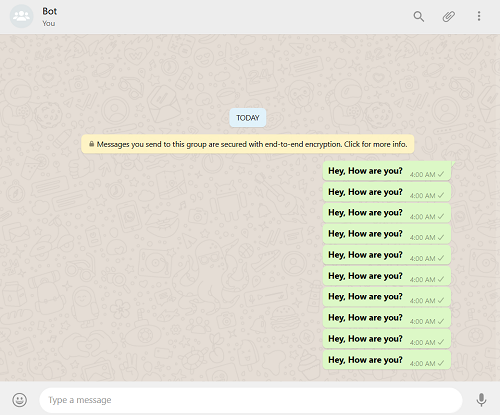 Bot
You
TODAY
Messages you send to this group are secured with end-to-end encryption. Click for more info.
Hey, How are you? 4:00 AM
Hey, How are you? 4:00 AM
Hey, How are you? 4:00 AM
Hey, How are you? 4:00 AM
Hey, How are you? 4:00 AM
Hey, How are you? 4:00 AM
Hey, How are you? 4:00 AM
Hey, How are you? 4:00 AM
Hey, How are you? 4:00 AM
Hey, How are you? 4:00 AM
Type a message